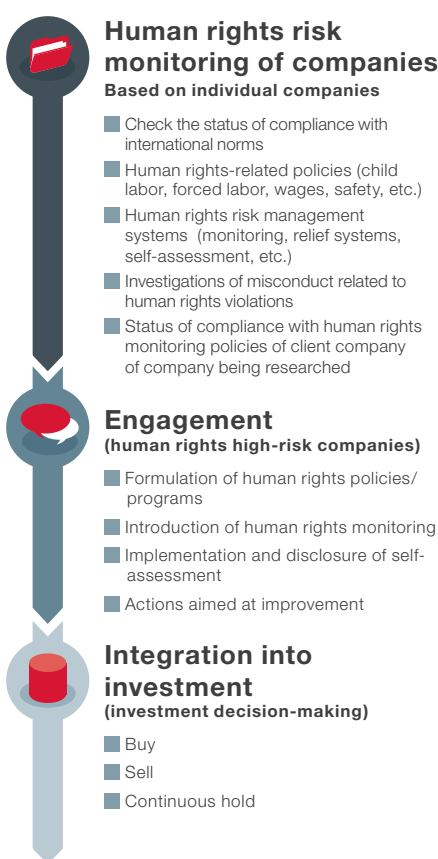 Human rights risk
monitoring of companies
Based on individual companies
Check the status of compliance with
international norms
Human rights-related policies (child
labor, forced labor, wages, safety, etc.)
Human rights risk management
systems (monitoring, relief systems,
self-assessment, etc.)
Investigations of misconduct related to
human rights violations
Status of compliance with human rights
monitoring policies of client company
of company being researched
Engagement
(human rights high-risk companies)
Formulation of human rights policies/
programs
Introduction of human rights monitoring
Implementation and disclosure of self-
assessment
Actions aimed at improvement
Integration into
investment
(investment decision-making)
Buy
Sell
Continuous hold